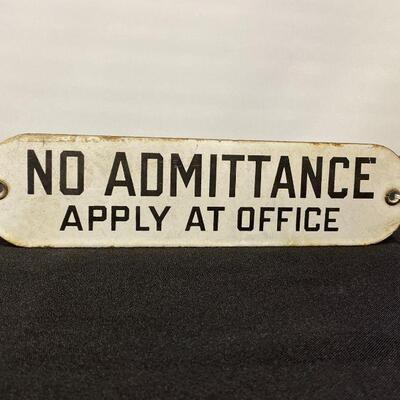 NO ADMITTANCE
APPLY AT OFFICE